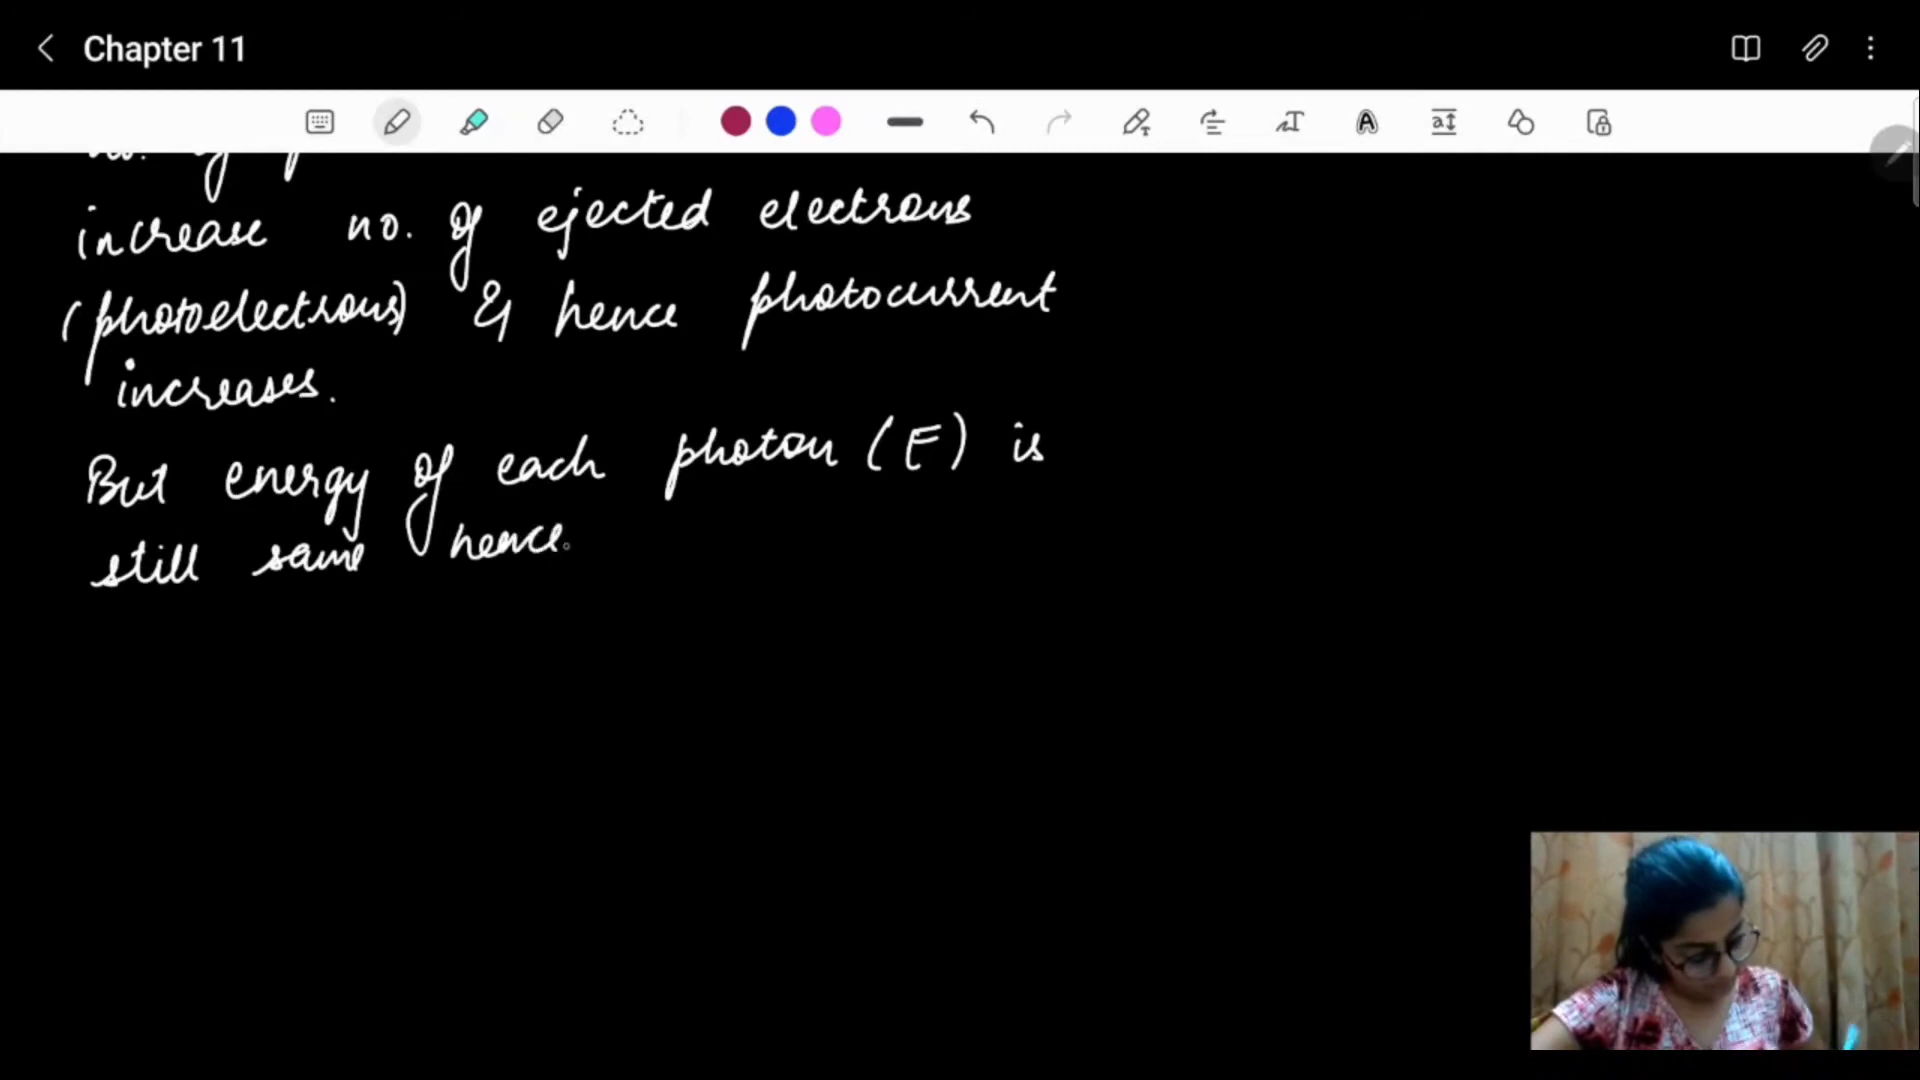 Chapter 11
increase no. of ejected electrons
(photoelectrons) & hence photocurrent
increases.
But energy of each photon (E) is
still same hence